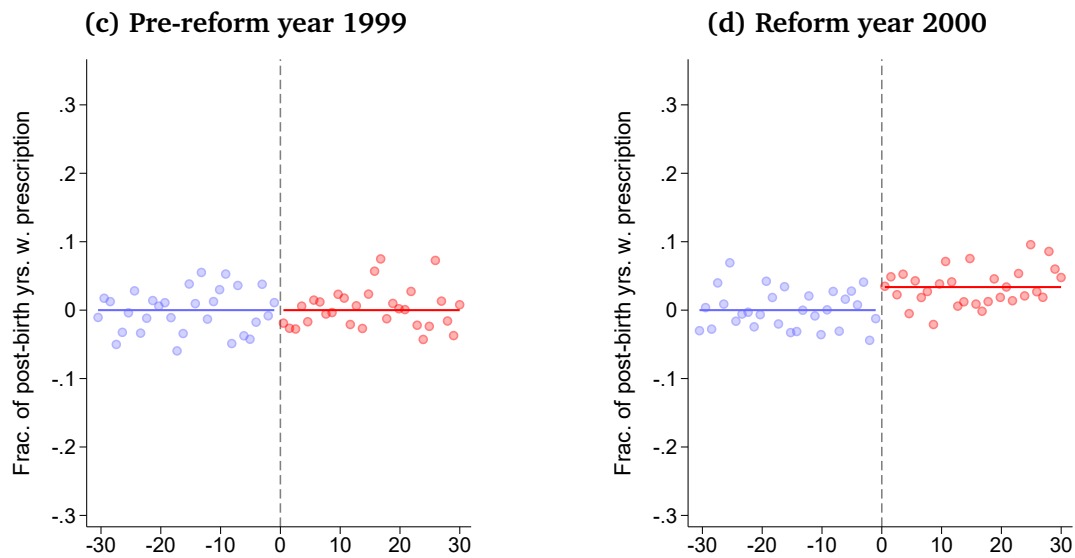 (c) Pre-reform year 1999
Frac. of post-birth yrs. w. prescription
.3
.2
.1
0
-.1
-.2
-.3
-30 -20 -10 0 10 20 30
(d) Reform year 2000
Frac. of post-birth yrs. w. prescription
.3
.2
.1
0
-.1
-.2
-.3
-30 -20 -10 0 10 20 30